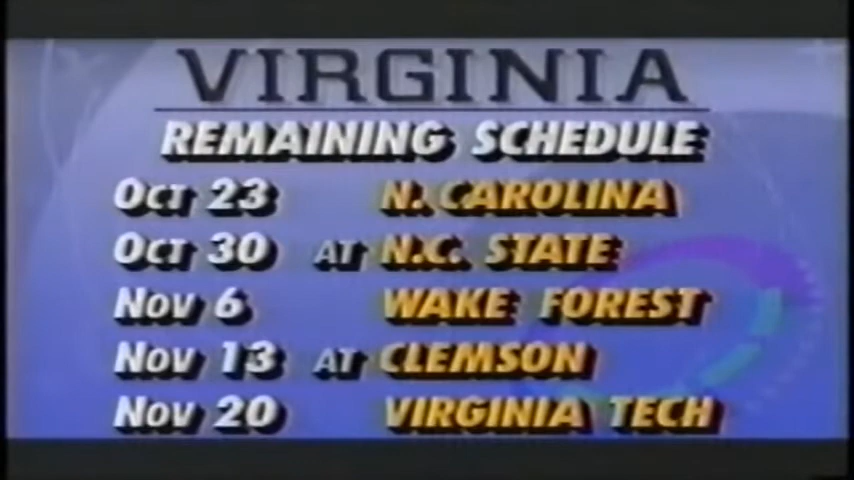 VIRGINIA
REMAINING SCHEDULE
OCT 23 N. CAROLINA
OCT 30 AT N.C. STATE
NOV 6 WAKE FOREST
NOV 13 AT CLEMSON
NOV 20 VIRGINIA TECH